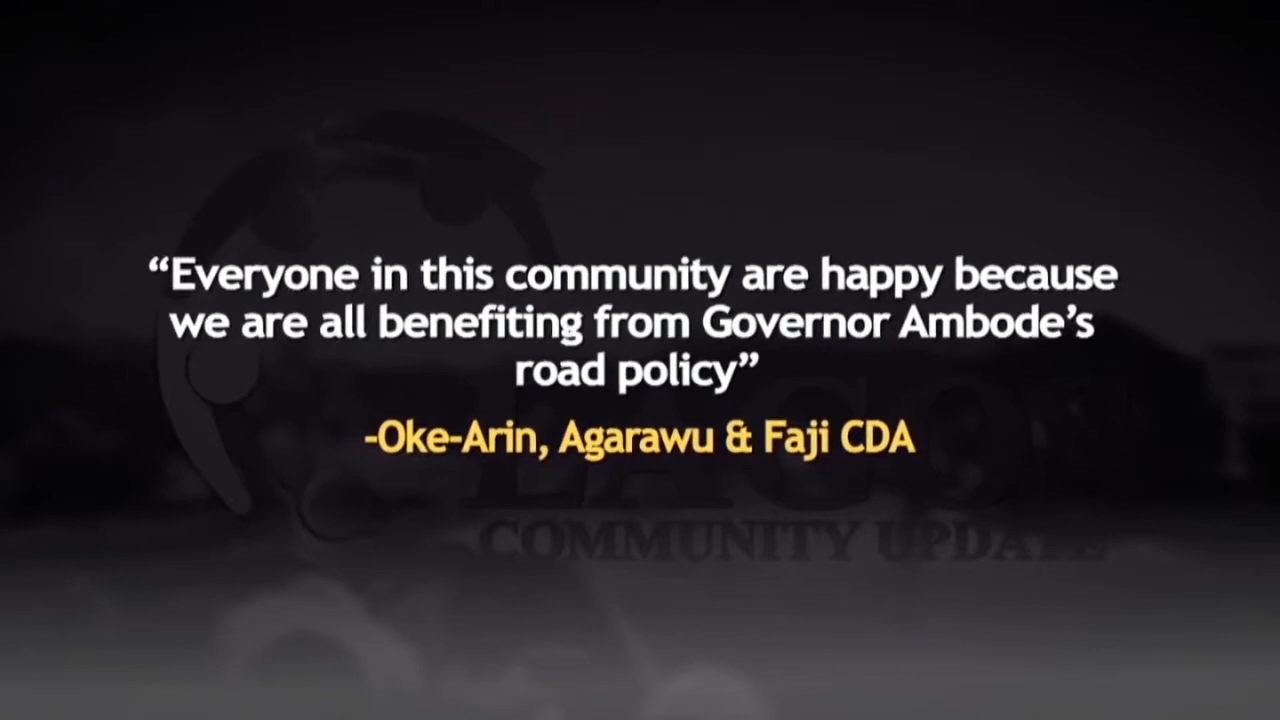 “Everyone in this community are happy because
we are all benefiting from Governor Ambode’s
road policy”
-Oke-Arin, Agarawu & Faji CDA
LAGOS
COMMUNITY UPDATE